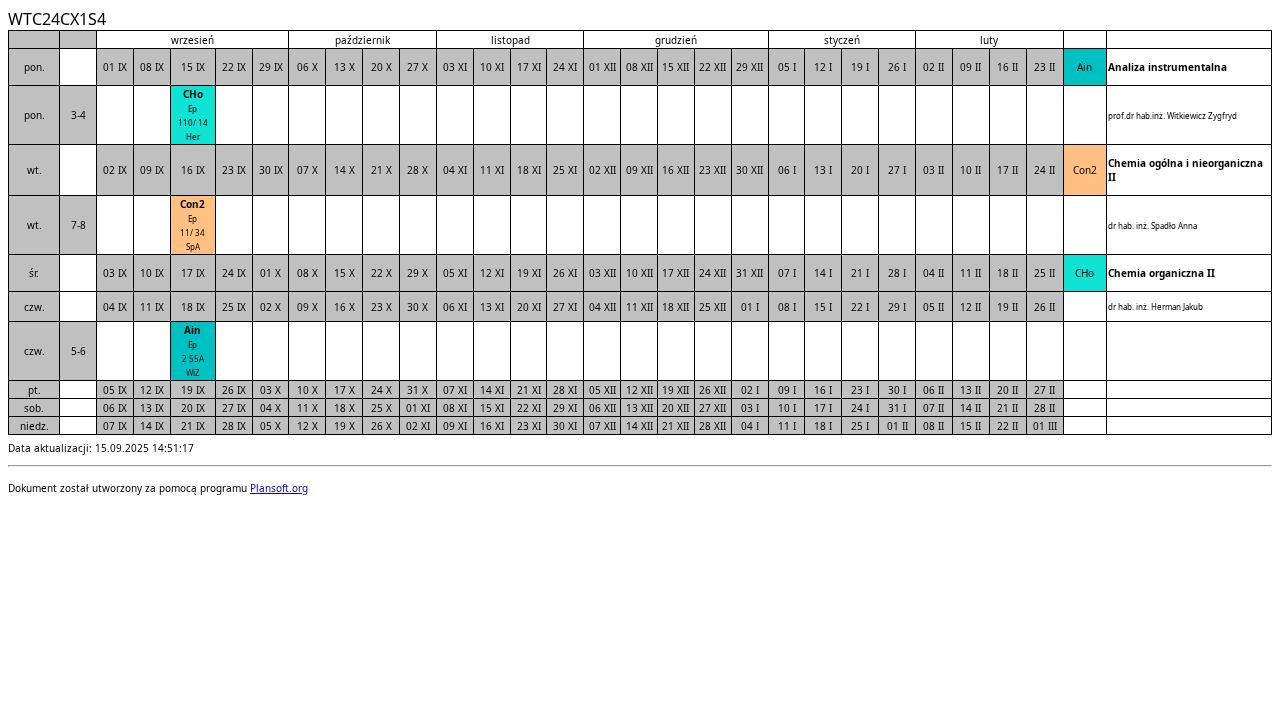 WTC24CX1S4
wrzesień październik listopad grudzień styczeń luty
pon. 01 IX 08 IX 15 IX 22 IX 29 IX 06 X 13 X 20 X 27 X 03 XI 10 XI 17 XI 24 XI 01 XII 08 XII 15 XII 22 XII 29 XII 05 I 12 I 19 I 26 I 02 II 09 II 16 II 23 II Ain Analiza instrumentalna
pon. 3-4 CHo
Ep
110/ 14
Her
prof.dr hab.inż. Witkiewicz Zygfryd
wt. 02 IX 09 IX 16 IX 23 IX 30 IX 07 X 14 X 21 X 28 X 04 XI 11 XI 18 XI 25 XI 02 XII 09 XII 16 XII 23 XII 30 XII 06 I 13 I 20 I 27 I 03 II 10 II 17 II 24 II Con2 Chemia ogólna i nieorganiczna
II
wt. 7-8 Con2
Ep
11/ 34
SpA
dr hab. inż. Spadło Anna
śr. 03 IX 10 IX 17 IX 24 IX 01 X 08 X 15 X 22 X 29 X 05 XI 12 XI 19 XI 26 XI 03 XII 10 XII 17 XII 24 XII 31 XII 07 I 14 I 21 I 28 I 04 II 11 II 18 II 25 II CHo Chemia organiczna II
czw. 04 IX 11 IX 18 IX 25 IX 02 X 09 X 16 X 23 X 30 X 06 XI 13 XI 20 XI 27 XI 04 XII 11 XII 18 XII 25 XII 01 I 08 I 15 I 22 I 29 I 05 II 12 II 19 II 26 II dr hab. inż. Herman Jakub
czw. 5-6 Ain
Ep
2 55A
WiZ
pt. 05 IX 12 IX 19 IX 26 IX 03 X 10 X 17 X 24 X 31 X 07 XI 14 XI 21 XI 28 XI 05 XII 12 XII 19 XII 26 XII 02 I 09 I 16 I 23 I 30 I 06 II 13 II 20 II 27 II
sob. 06 IX 13 IX 20 IX 27 IX 04 X 11 X 18 X 25 X 01 XI 08 XI 15 XI 22 XI 29 XI 06 XII 13 XII 20 XII 27 XII 03 I 10 I 17 I 24 I 31 I 07 II 14 II 21 II 28 II
niedz. 07 IX 14 IX 21 IX 28 IX 05 X 12 X 19 X 26 X 02 XI 09 XI 16 XI 23 XI 30 XI 07 XII 14 XII 21 XII 28 XII 04 I 11 I 18 I 25 I 01 II 08 II 15 II 22 II 01 III
Data aktualizacji: 15.09.2025 14:51:17
Dokument został utworzony za pomocą programu Plansoft.org